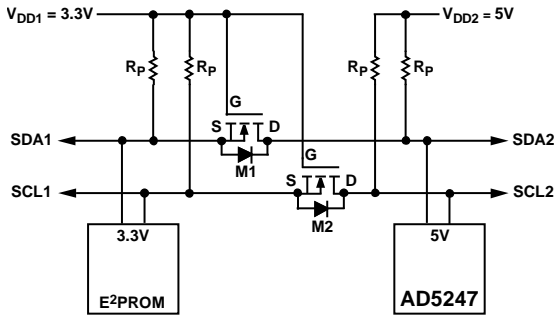 VDD1 = 3.3V
VDD2 = 5V
RP RP RP RP
G
SDA1 S D SDA2
M1
G
SCL1 S D SCL2
M2
3.3V
E2PROM
5V
AD5247